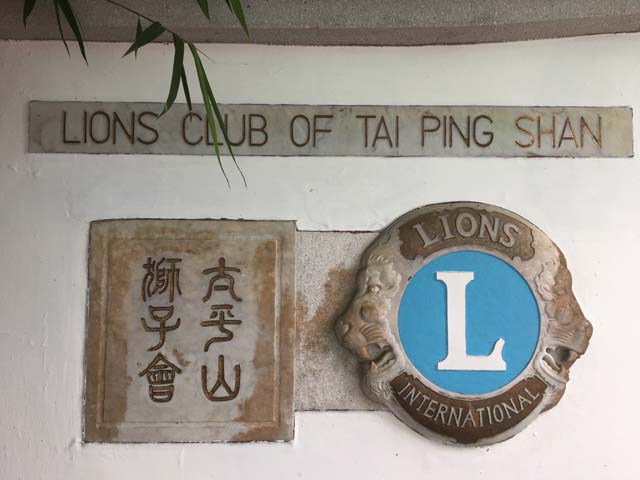 LIONS CLUB OF TAI PING SHAN
太平山
獅子會
LIONS
L
INTERNATIONAL